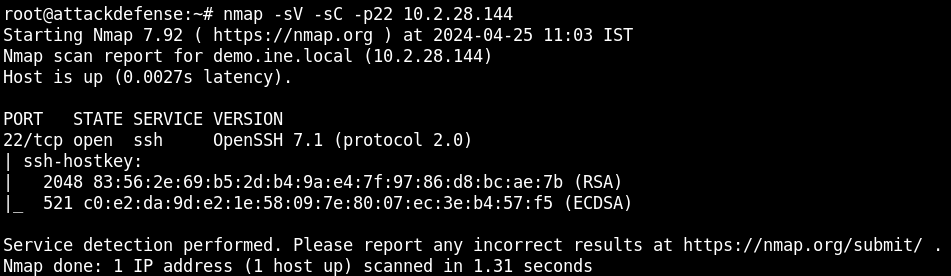 root@attackdefense:~# nmap -sV -sC -p22 10.2.28.144
Starting Nmap 7.92 ( https://nmap.org ) at 2024-04-25 11:03 IST
Nmap scan report for demo.ine.local (10.2.28.144)
Host is up (0.0027s latency).

PORT   STATE SERVICE VERSION
22/tcp open  ssh     OpenSSH 7.1 (protocol 2.0)
| ssh-hostkey:
|   2048 83:56:2e:69:b5:2d:b4:9a:e4:7f:97:86:d8:bc:ae:7b (RSA)
|_  521 c0:e2:da:9d:e2:1e:58:09:7e:80:07:ec:3e:b4:57:f5 (ECDSA)

Service detection performed. Please report any incorrect results at https://nmap.org/submit/ .
Nmap done: 1 IP address (1 host up) scanned in 1.31 seconds